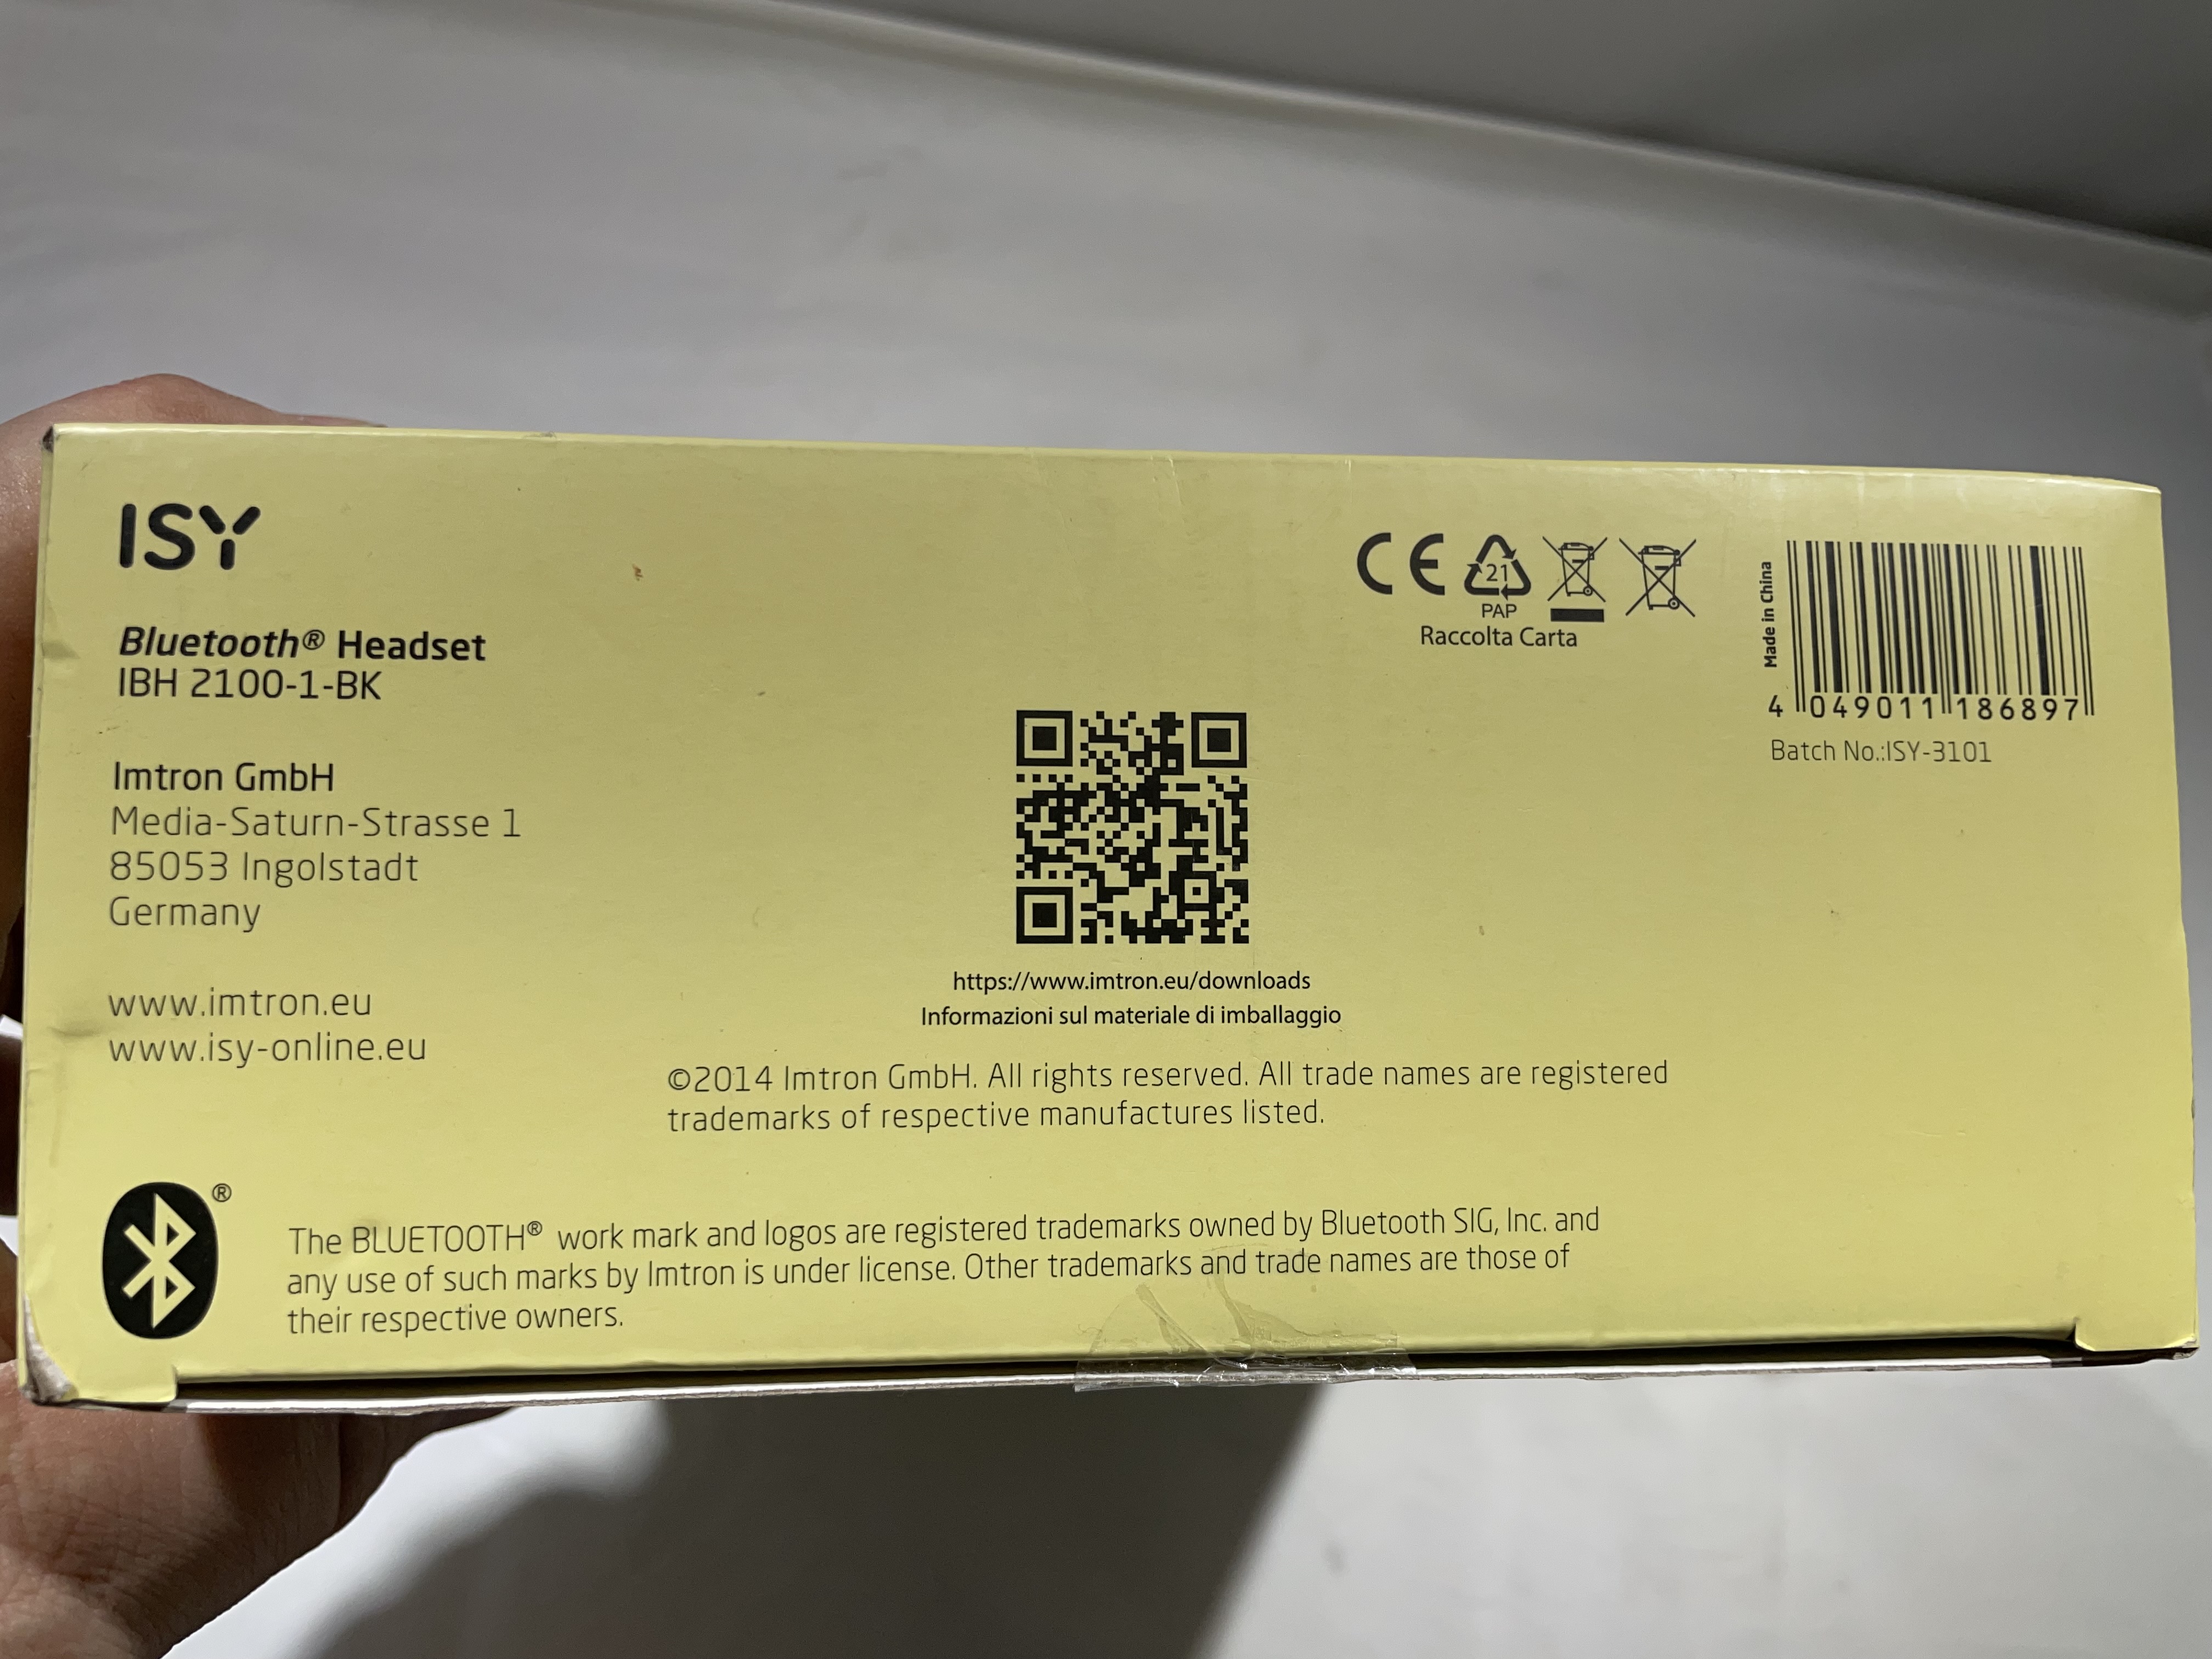 ISY
Bluetooth® Headset
IBH 2100-1-BK
Imtron GmbH
Media-Saturn-Strasse 1
85053 Ingolstadt
Germany
www.imtron.eu
www.isy-online.eu
CE
21
PAP
Raccolta Carta
Made in China
4 049011 186897
Batch No.:ISY-3101
https://www.imtron.eu/downloads
Informazioni sul materiale di imballaggio
©2014 Imtron GmbH. All rights reserved. All trade names are registered
trademarks of respective manufactures listed.
®
The BLUETOOTH® work mark and logos are registered trademarks owned by Bluetooth SIG, Inc. and
any use of such marks by Imtron is under license. Other trademarks and trade names are those of
their respective owners.